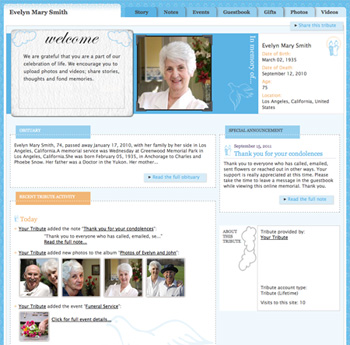 Evelyn Mary Smith
Story Notes Events Guestbook Gifts Photos Videos
Share this tribute
welcome
We are grateful that you are a part of our
celebration of life. We encourage you to
upload photos and videos; share stories,
thoughts and fond memories.
In memory of
Evelyn Mary Smith
Date of Birth
March 02, 1935
Date of Death
September 12, 2010
Age
75
Location
Los Angeles, California, United
States
OBITUARY
Evelyn Mary Smith, 74, passed away January 17, 2010, with her family by her side in Los
Angeles, California.A memorial service was Wednesday at Greenwood Memorial Park in
Los Angeles, California.She was born February 05, 1935, in Anchorage to Charles and
Phoebe Snow. Her father was a Doctor in the Yukon. Her mother...
Read the full obituary
SPECIAL ANNOUNCEMENT
September 15, 2011
Thank you for your condolences
Thank you to everyone who has called, emailed,
sent flowers or reached out in other ways. Your
support is really appreciated at this time. Please
take the time to leave a message in the guestbook
while viewing this online memorial. Thank you.
Read the full announcement
RECENT TRIBUTE ACTIVITY
Today
Your Tribute added the note "Thank you for your condolences":
"Thank you to everyone who has called, emailed, se..."
Read the full note...
Your Tribute added new photos to the album "Photos of Evelyn and John":
Your Tribute added the event "Funeral Service":
Click for full event details...
ABOUT
THIS
TRIBUTE
Tribute provided by:
Your Tribute
Tribute account type:
Tribute (Lifetime)
Visits to this site: 10